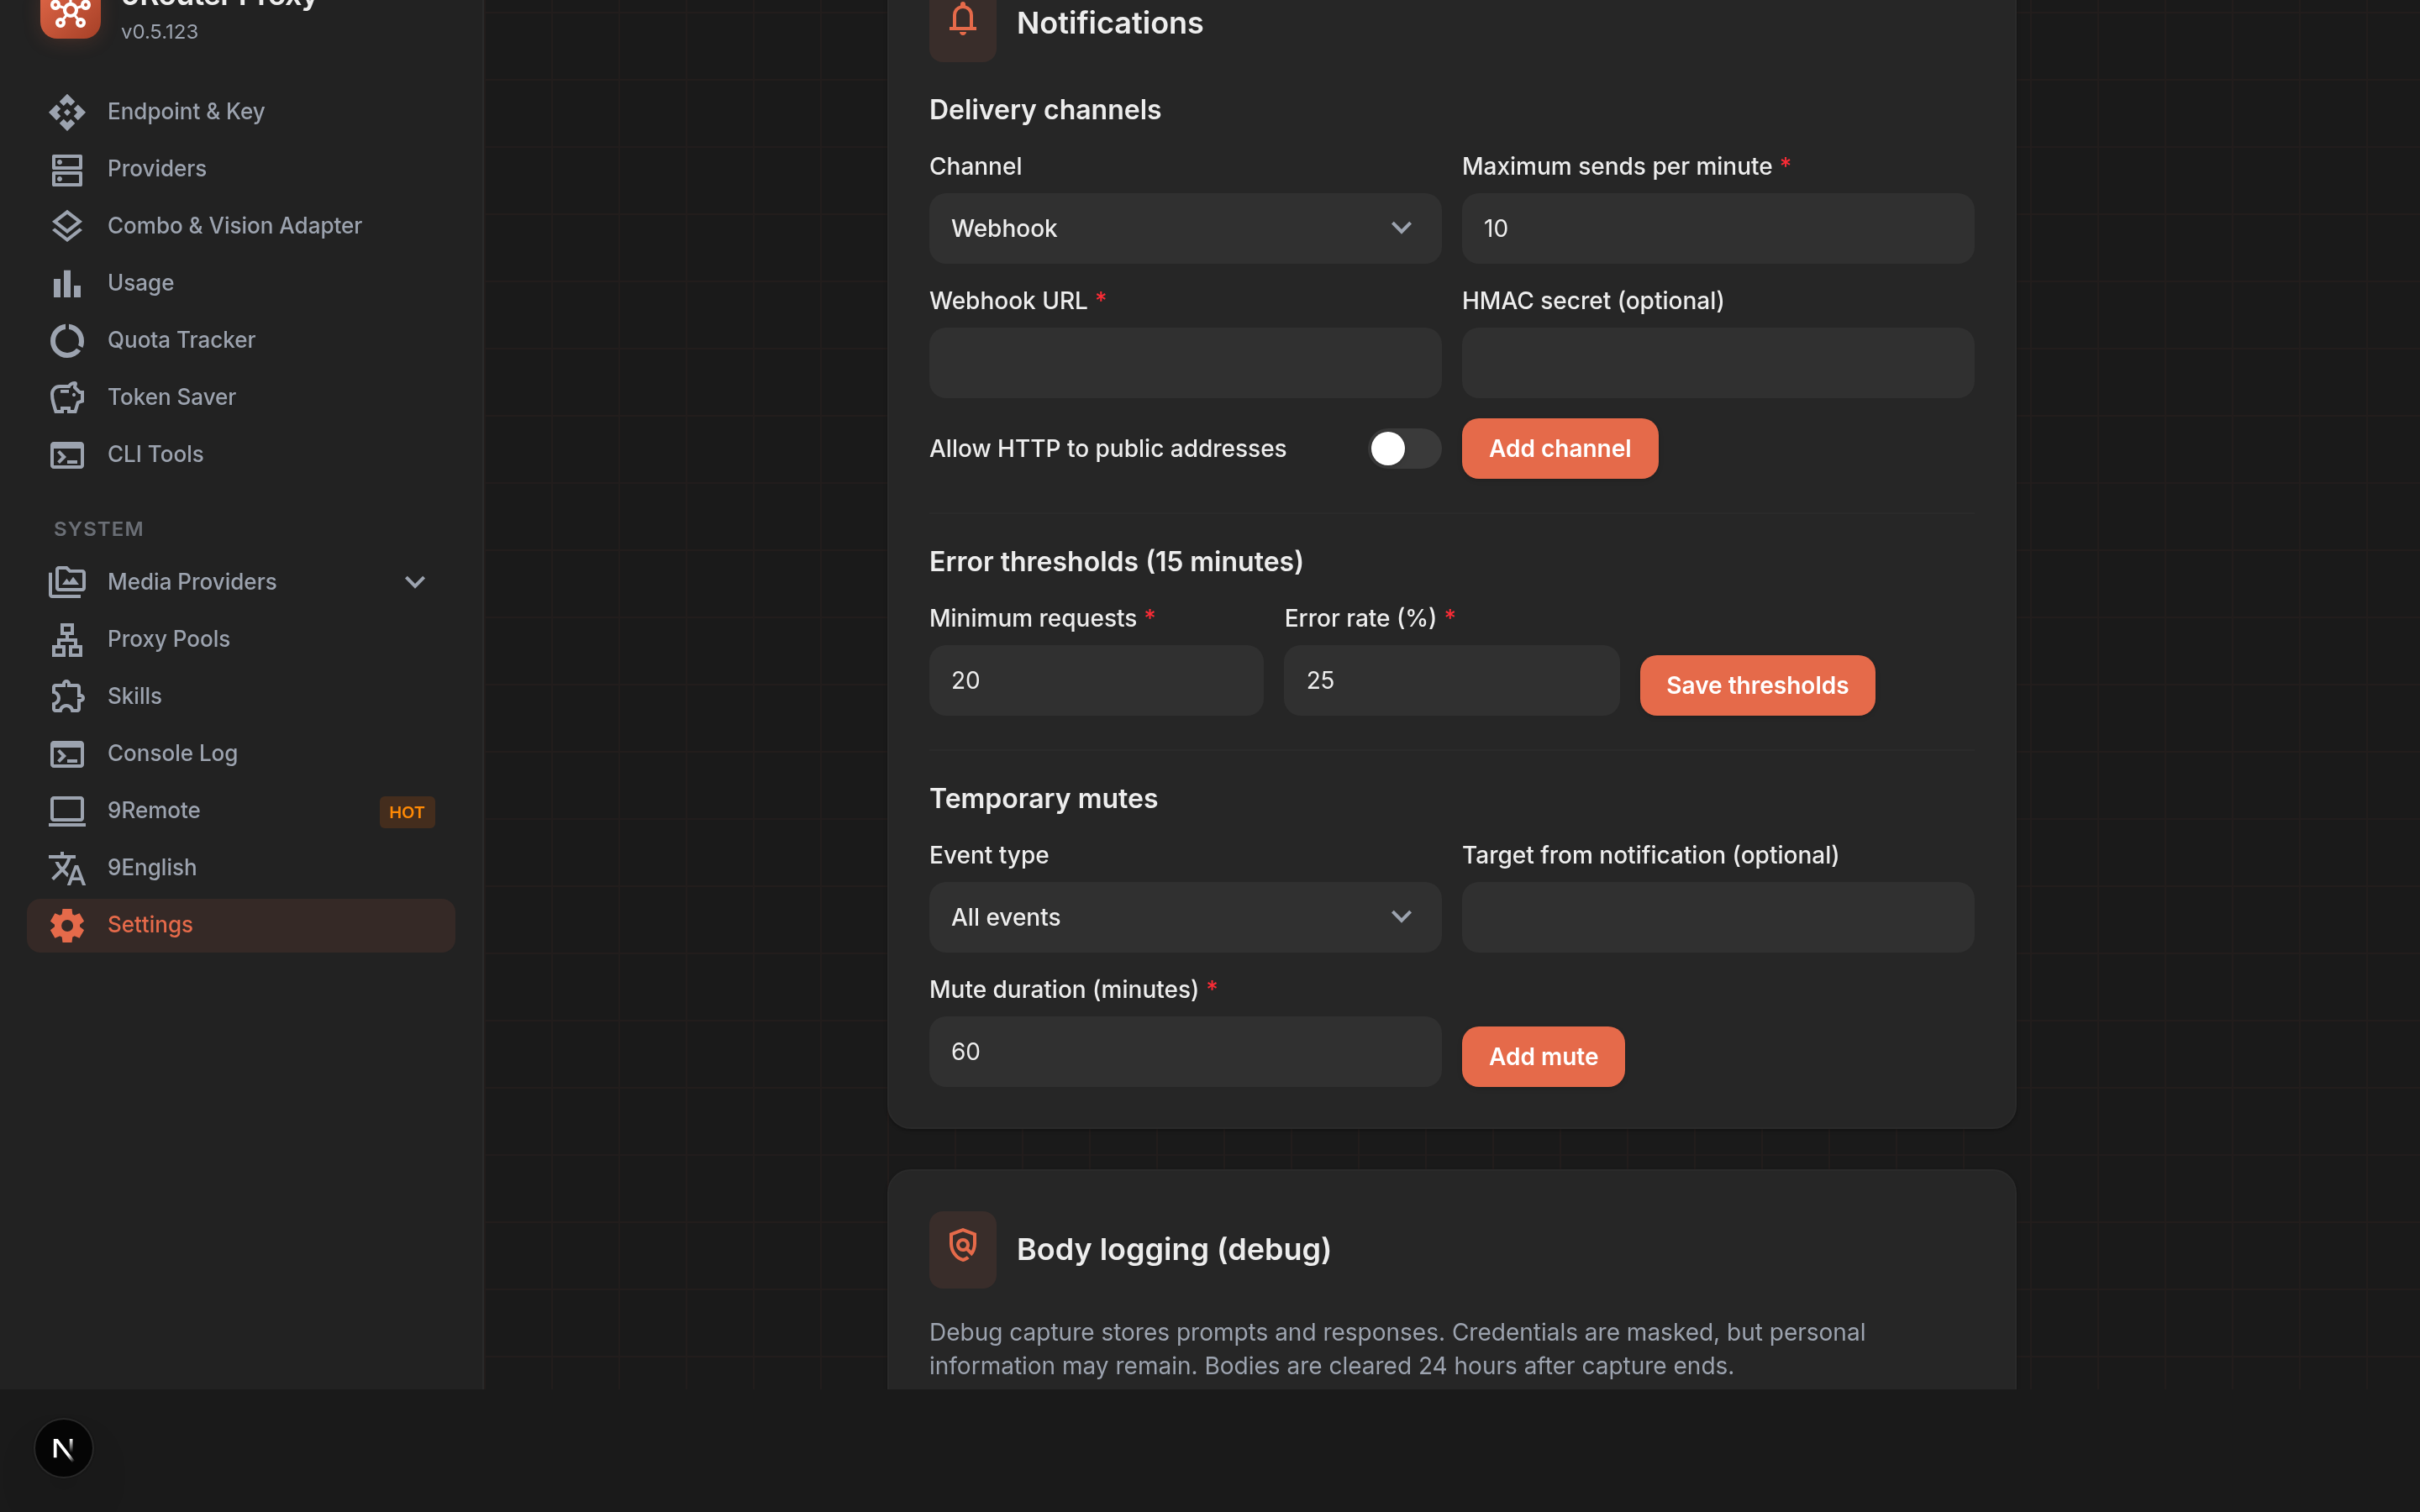 v0.5.123
Endpoint & Key
Providers
Combo & Vision Adapter
Usage
Quota Tracker
Token Saver
CLI Tools
SYSTEM
Media Providers
Proxy Pools
Skills
Console Log
9Remote HOT
9English
Settings
Notifications
Delivery channels
Channel
Webhook
Maximum sends per minute *
10
Webhook URL *
HMAC secret (optional)
Allow HTTP to public addresses
Add channel
Error thresholds (15 minutes)
Minimum requests *
20
Error rate (%) *
25
Save thresholds
Temporary mutes
Event type
All events
Target from notification (optional)
Mute duration (minutes) *
60
Add mute
Body logging (debug)
Debug capture stores prompts and responses. Credentials are masked, but personal
information may remain. Bodies are cleared 24 hours after capture ends.
N